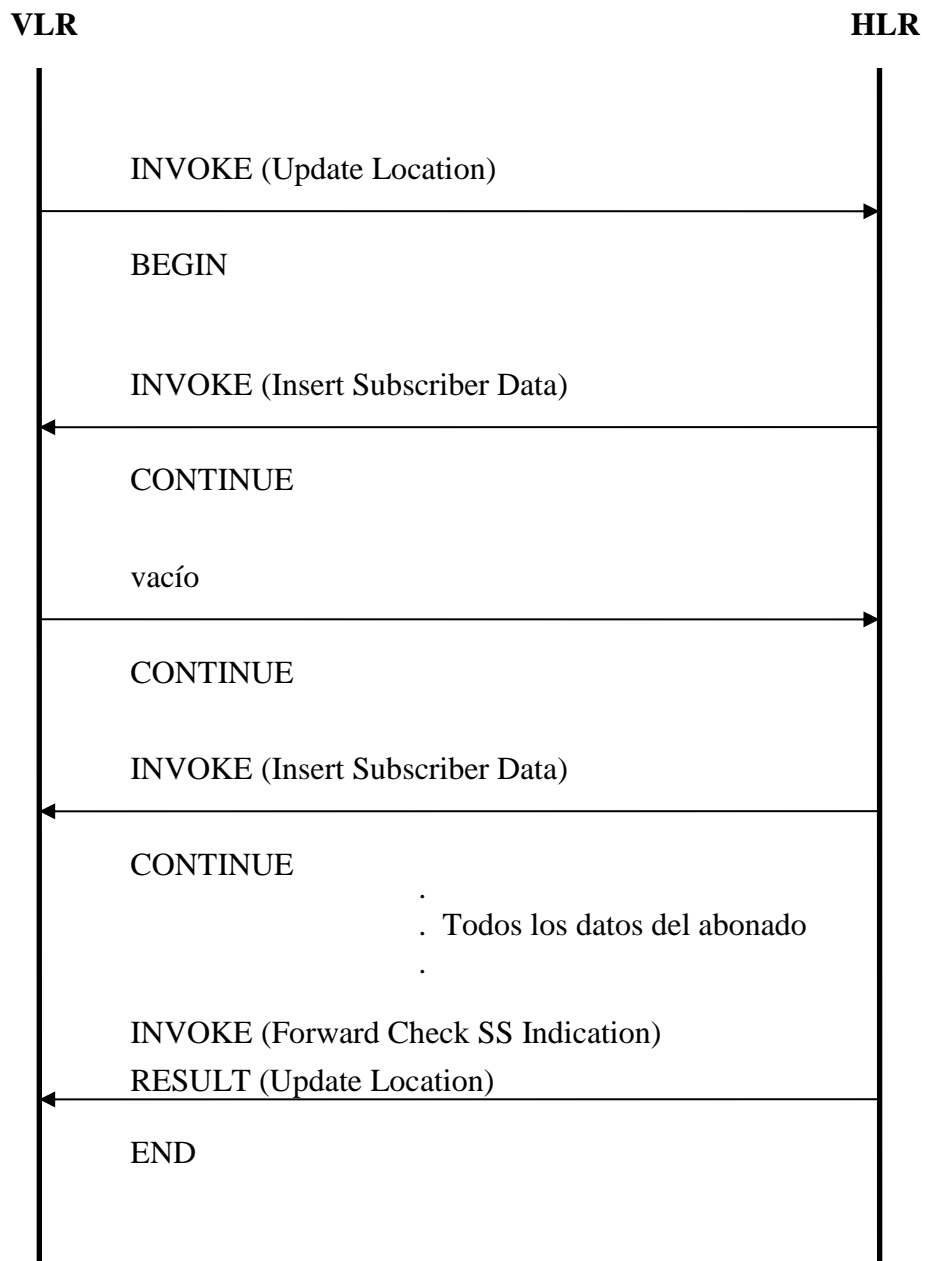 VLR HLR
INVOKE (Update Location)
BEGIN
INVOKE (Insert Subscriber Data)
CONTINUE
vacío
CONTINUE
INVOKE (Insert Subscriber Data)
CONTINUE
.
. Todos los datos del abonado
.
INVOKE (Forward Check SS Indication)
RESULT (Update Location)
END